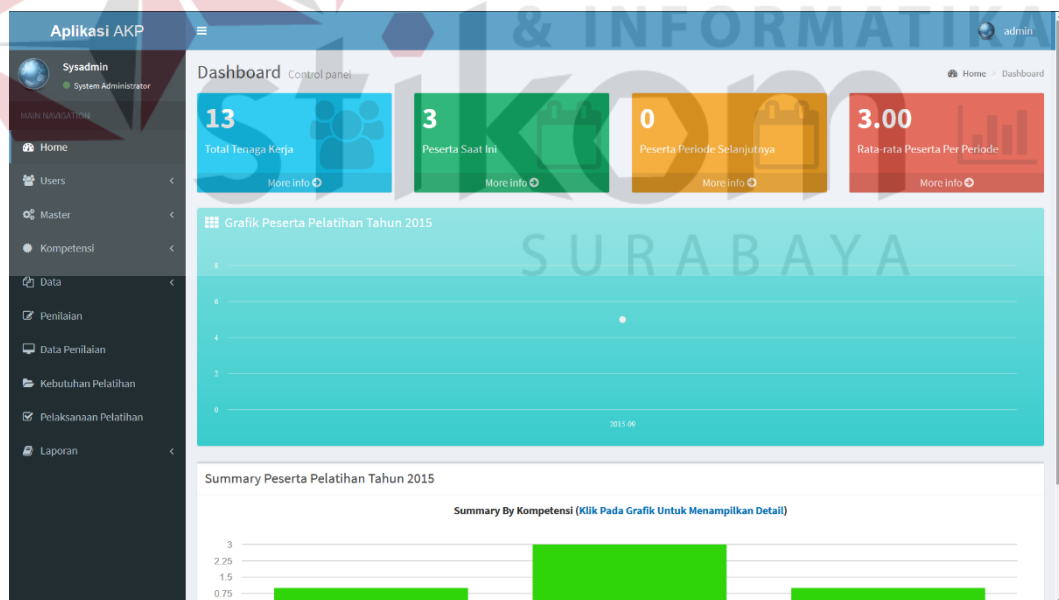 & INFORMATIKA
stikom
SURABAYA
Aplikasi AKP
admin
Sysadmin
System Administrator
MAIN NAVIGATION
Home
Users
Master
Kompetensi
Data
Penilaian
Data Penilaian
Kebutuhan Pelatihan
Pelaksanaan Pelatihan
Laporan
Dashboard Control panel
Home > Dashboard
13
Total Tenaga Kerja
More info
3
Peserta Saat Ini
More info
0
Peserta Periode Selanjutnya
More info
3.00
Rata-rata Peserta Per Periode
More info
Grafik Peserta Pelatihan Tahun 2015
8
6
4
2
0
2015-09
Summary Peserta Pelatihan Tahun 2015
Summary By Kompetensi (Klik Pada Grafik Untuk Menampilkan Detail)
3
2.25
1.5
0.75